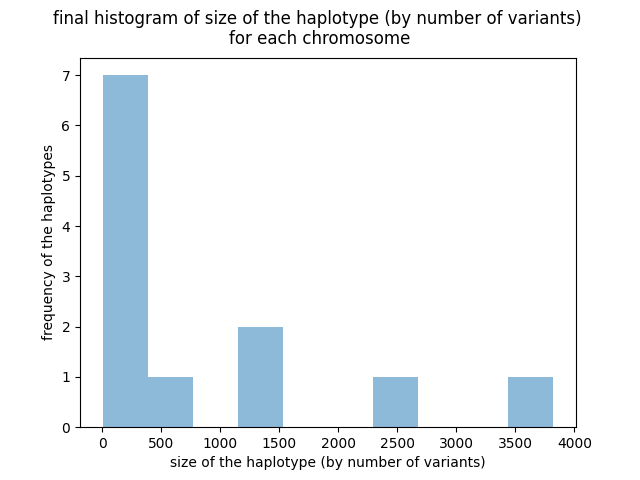 final histogram of size of the haplotype (by number of variants)
for each chromosome
7
6
5
4
3
2
1
0
frequency of the haplotypes
0 500 1000 1500 2000 2500 3000 3500 4000
size of the haplotype (by number of variants)